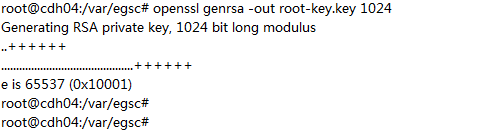 root@cdh04:/var/egsc# openssl genrsa -out root-key.key 1024
Generating RSA private key, 1024 bit long modulus
..++++++
............................................++++++
e is 65537 (0x10001)
root@cdh04:/var/egsc#
root@cdh04:/var/egsc#